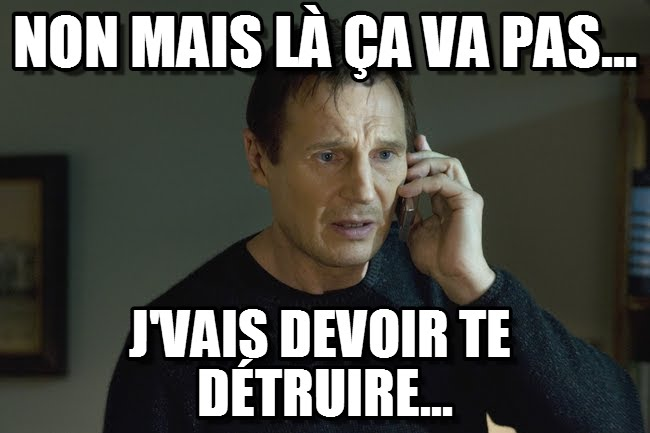 NON MAIS LÀ ÇA VA PAS...
J'VAIS DEVOIR TE
DÉTRUIRE...